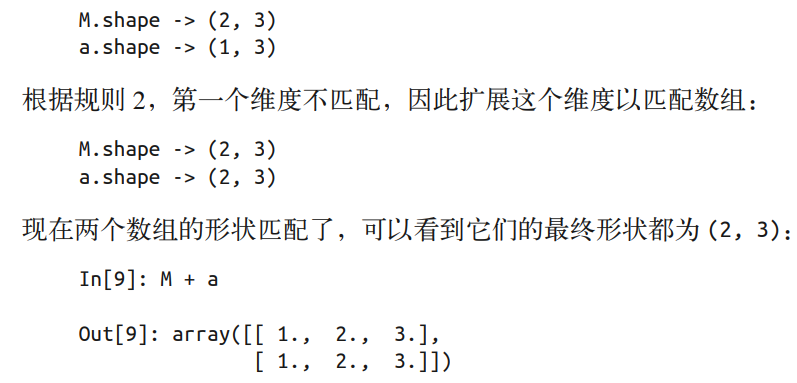 M.shape -> (2, 3)
a.shape -> (1, 3)
根据规则 2，第一个维度不匹配，因此扩展这个维度以匹配数组：
M.shape -> (2, 3)
a.shape -> (2, 3)
现在两个数组的形状匹配了，可以看到它们的最终形状都为 (2, 3)：
In[9]: M + a
Out[9]: array([[ 1.,  2.,  3.],
[ 1.,  2.,  3.]])